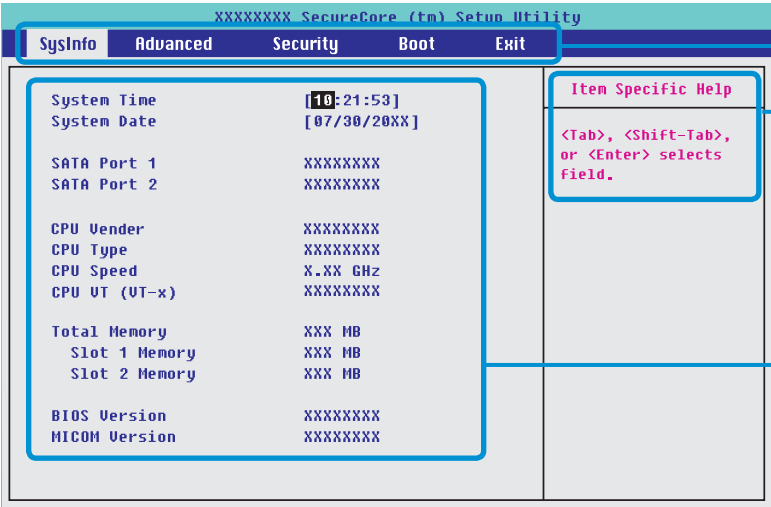 XXXXXXXX SecureCore (tm) Setup Utility
SysInfo Advanced Security Boot Exit
System Time [10:21:53]
System Date [07/30/20XX]
SATA Port 1 XXXXXXXX
SATA Port 2 XXXXXXXX
CPU Vender XXXXXXXX
CPU Type XXXXXXXX
CPU Speed X.XX GHz
CPU VT (VT-x) XXXXXXXX
Total Memory XXX MB
Slot 1 Memory XXX MB
Slot 2 Memory XXX MB
BIOS Version XXXXXXXX
MICOM Version XXXXXXXX
Item Specific Help
<Tab>, <Shift-Tab>,
or <Enter> selects
field.